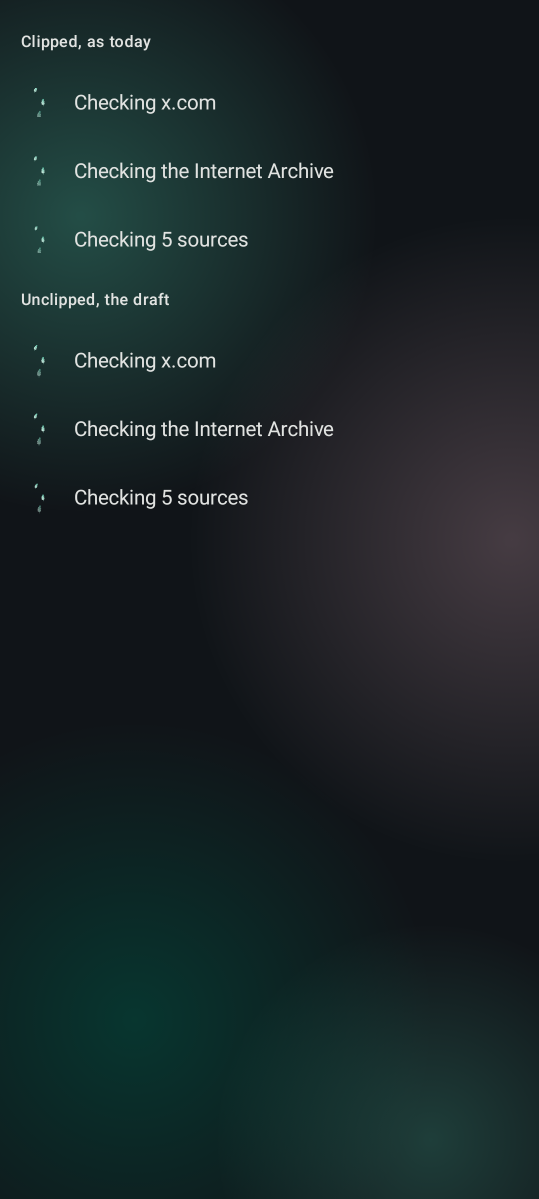 Clipped, as today
Checking x.com
Checking the Internet Archive
Checking 5 sources
Unclipped, the draft
Checking x.com
Checking the Internet Archive
Checking 5 sources